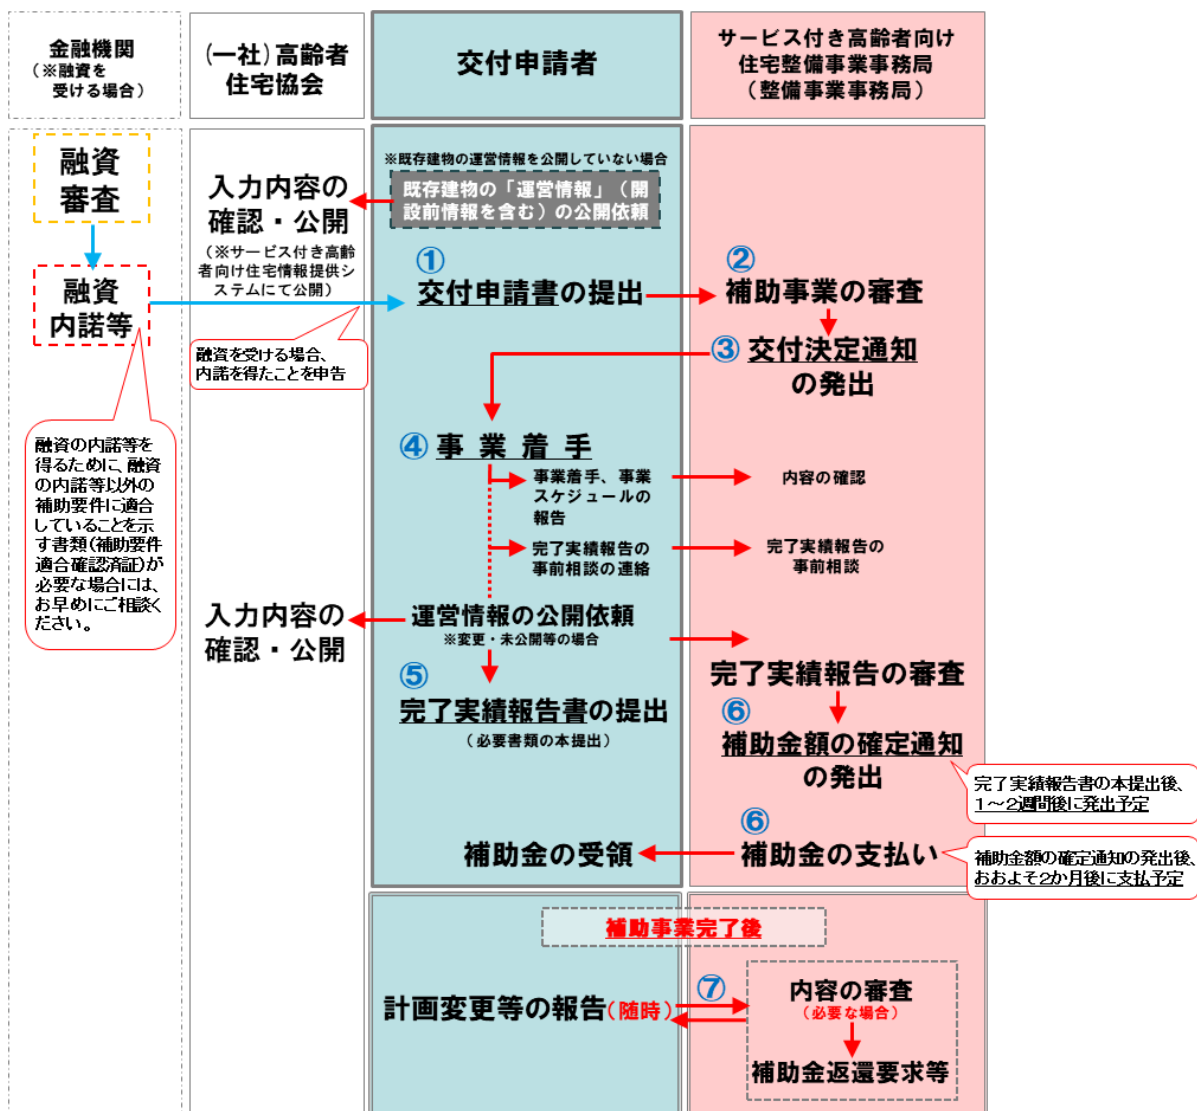 金融機関
（※融資を
受ける場合）
(一社)高齢者
住宅協会
交付申請者
サービス付き高齢者向け
住宅整備事業事務局
（整備事業事務局）
融資
審査
融資
内諾等
融資の内諾等を
得るために、融資
の内諾等以外の
補助要件に適合
していることを示
す書類(補助要件
適合確認済証)が
必要な場合には、
お早めにご相談く
ださい。
入力内容の
確認・公開
（※サービス付き高齢
者向け住宅情報提供シ
ステムにて公開）
融資を受ける場合、
内諾を得たことを申告
※既存建物の運営情報を公開していない場合
既存建物の「運営情報」（開
設前情報を含む）の公開依頼
①
交付申請書の提出
②
補助事業の審査
③ 交付決定通知
の発出
④ 事業着手
事業着手、事業
スケジュールの
報告
内容の確認
完了実績報告の
事前相談の連絡
完了実績報告の
事前相談
入力内容の
確認・公開
運営情報の公開依頼
※変更・未公開等の場合
⑤
完了実績報告書の提出
（必要書類の本提出）
完了実績報告の審査
⑥
補助金額の確定通知
の発出
完了実績報告書の本提出後、
１～２週間後に発出予定
⑥
補助金の受領
補助金の支払い
補助金額の確定通知の発出後、
おおよそ２か月後に支払予定
補助事業完了後
計画変更等の報告（随時）
⑦
内容の審査
（必要な場合）
補助金返還要求等